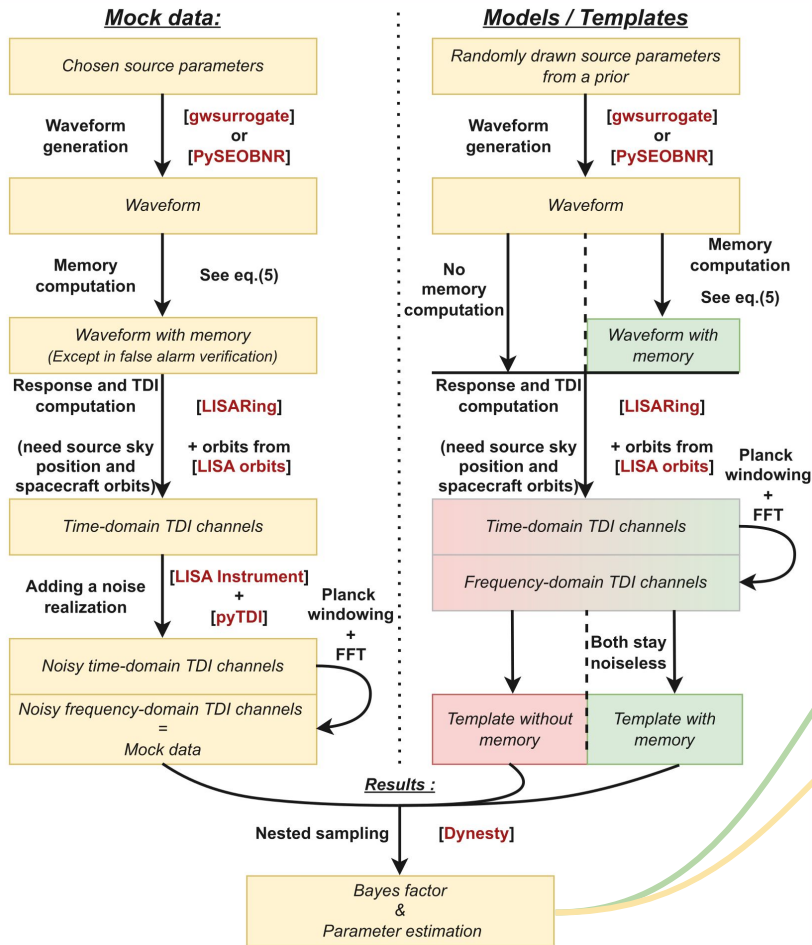 Mock data:
Chosen source parameters
Waveform
generation
[gwsurrogate]
or
[PySEOBNR]
Waveform
Memory
computation
See eq.(5)
Waveform with memory
(Except in false alarm verification)
Response and TDI
computation
[LISARing]
(need source sky
position and
spacecraft orbits)
+ orbits from
[LISA orbits]
Time-domain TDI channels
Adding a noise
realization
[LISA Instrument]
+
[pyTDI]
Planck
windowing
+
FFT
Noisy time-domain TDI channels
Noisy frequency-domain TDI channels
=
Mock data
Models / Templates
Randomly drawn source parameters
from a prior
Waveform
generation
[gwsurrogate]
or
[PySEOBNR]
Waveform
No
memory
computation
Memory
computation
See eq.(5)
Waveform with
memory
Response and TDI
computation
[LISARing]
(need source sky
position and
spacecraft orbits)
+ orbits from
[LISA orbits]
Planck
windowing
+
FFT
Time-domain TDI channels
Frequency-domain TDI channels
Both stay
noiseless
Template without
memory
Template with
memory
Results :
Nested sampling
[Dynesty]
Bayes factor
&
Parameter estimation